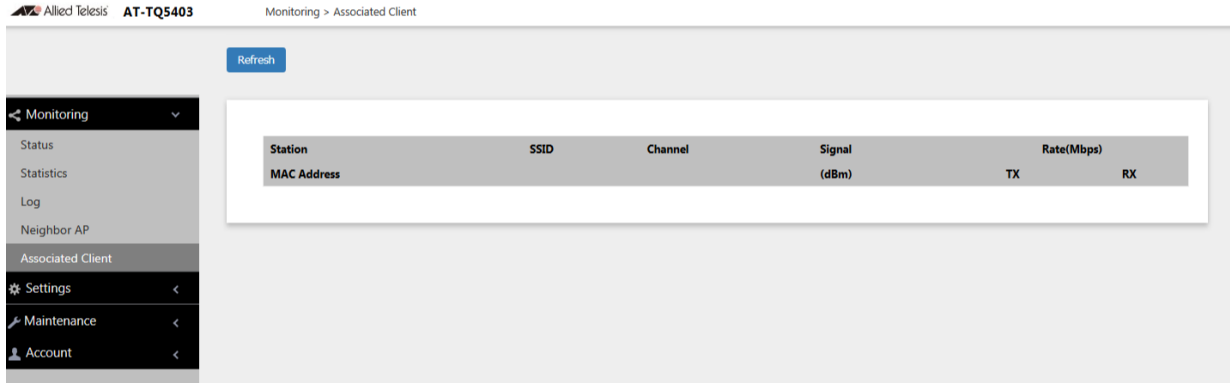 Allied Telesis AT-TQ5403 Monitoring > Associated Client
Refresh
Monitoring
Status
Statistics
Log
Neighbor AP
Associated Client
Settings
Maintenance
Account
Station SSID Channel Signal Rate(Mbps)
MAC Address (dBm) TX RX